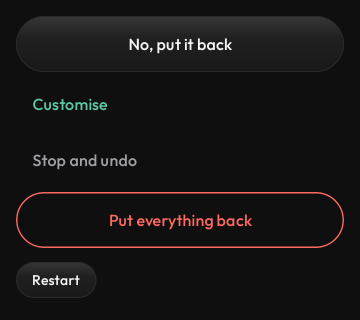 No, put it back
Customise
Stop and undo
Put everything back
Restart